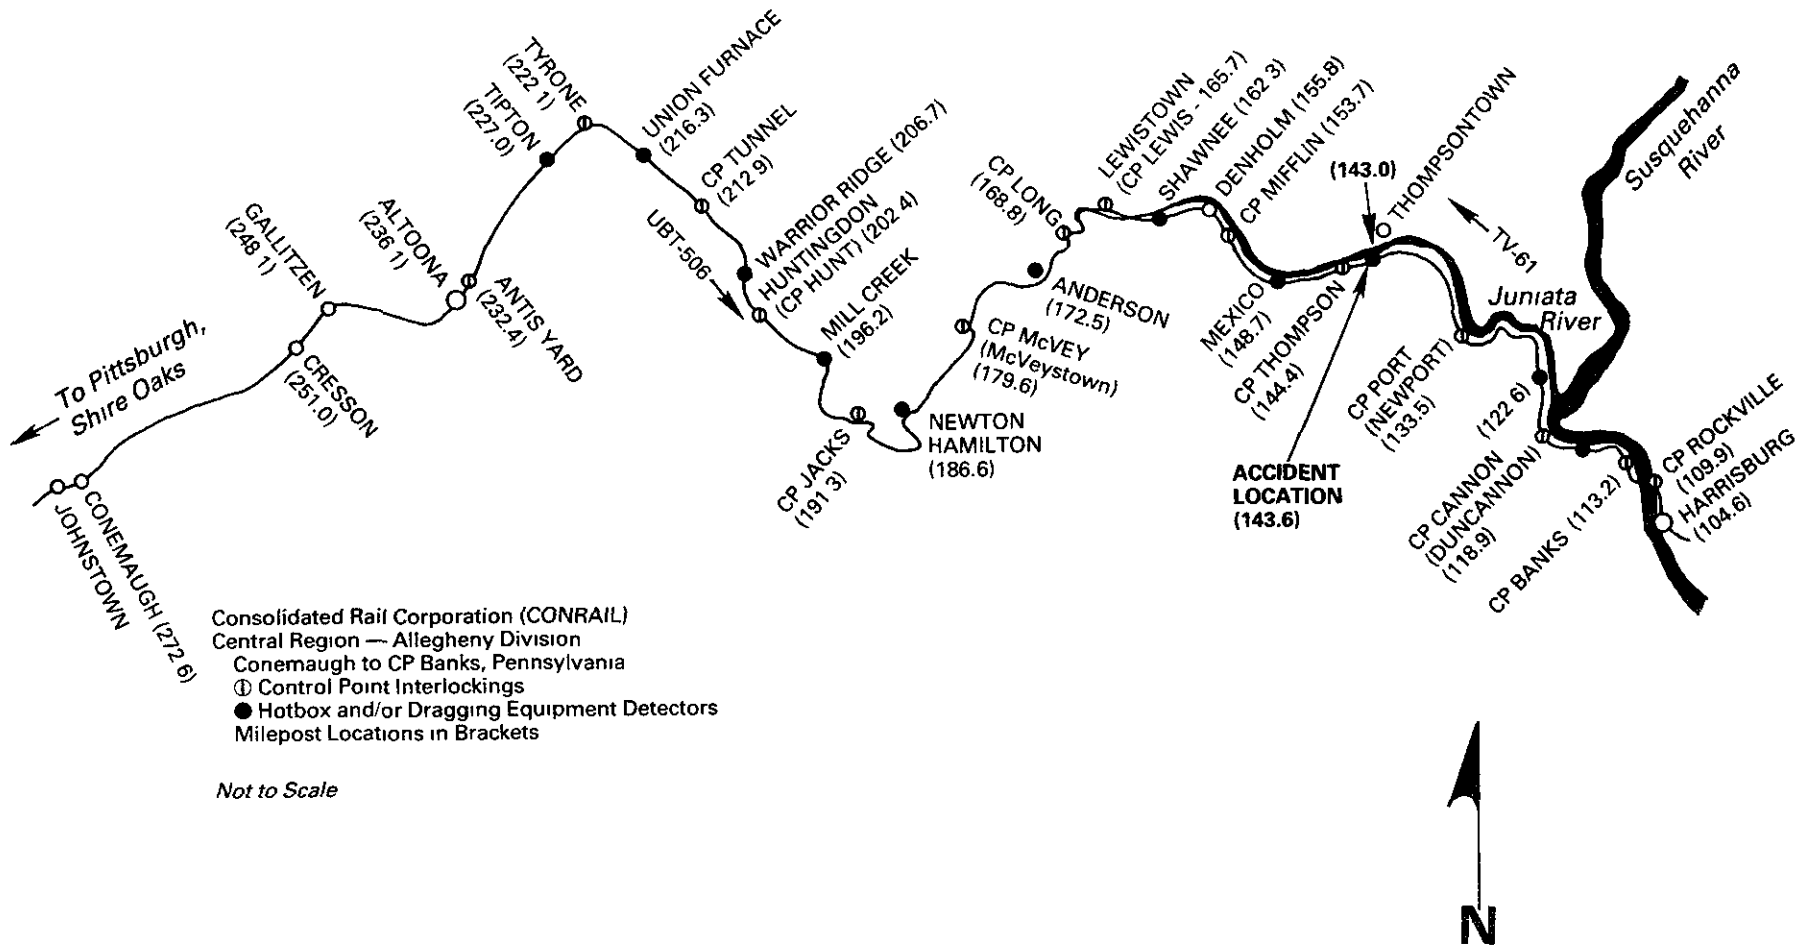 TYRONE
(222 1)
TIPTON
(227.0)
UNION FURNACE
(216.3)
CP TUNNEL
(212 9)
WARRIOR RIDGE (206.7)
HUNTINGDON
(CP HUNT) (202 4)
UBT-506
MILL CREEK
(196.2)
GALLITZEN
(248 1)
ALTOONA
(236 1)
ANTIS YARD
(232.4)
CRESSON
(251.0)
To Pittsburgh,
Shire Oaks
CONEMAUGH (272 6)
JOHNSTOWN
CP JACKS
(191 3)
NEWTON
HAMILTON
(186.6)
CP McVEY
(McVeystown)
(179.6)
ANDERSON
(172.5)
CP LONG
(168.8)
LEWISTOWN
(CP LEWIS - 165.7)
SHAWNEE (162 3)
DENHOLM (155.8)
CP MIFFLIN (153.7)
(143.0)
THOMPSONTOWN
TV-61
Susquehanna
River
Juniata
River
MEXICO
(148.7)
CP THOMPSON
(144.4)
ACCIDENT
LOCATION
(143.6)
CP PORT
(NEWPORT)
(133.5)
(122 6)
CP CANNON
(DUNCANNON)
(118.9)
CP BANKS (113.2)
CP ROCKVILLE
(109.9)
HARRISBURG
(104.6)
Consolidated Rail Corporation (CONRAIL)
Central Region — Allegheny Division
Conemaugh to CP Banks, Pennsylvania
Control Point Interlockings
Hotbox and/or Dragging Equipment Detectors
Milepost Locations in Brackets
Not to Scale
N